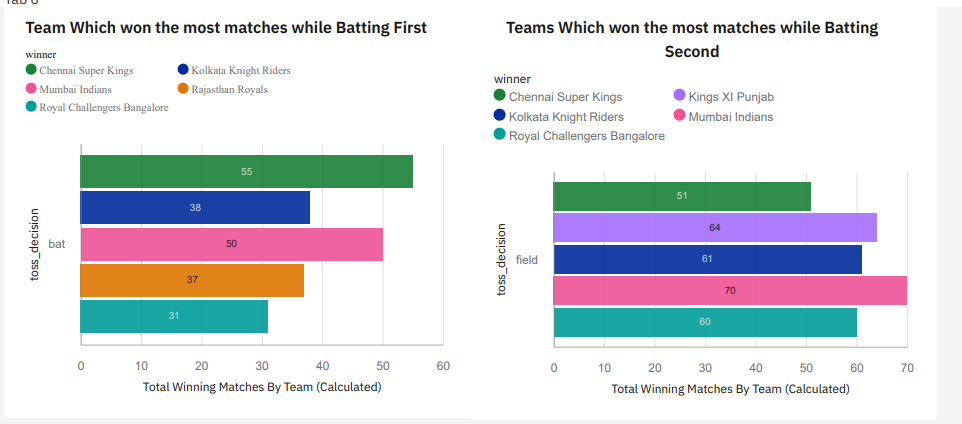 Tab 6
Team Which won the most matches while Batting First
winner
Chennai Super Kings
Kolkata Knight Riders
Mumbai Indians
Rajasthan Royals
Royal Challengers Bangalore
toss_decision
bat
55
38
50
37
31
0 10 20 30 40 50 60
Total Winning Matches By Team (Calculated)
Teams Which won the most matches while Batting
Second
winner
Chennai Super Kings
Kings XI Punjab
Kolkata Knight Riders
Mumbai Indians
Royal Challengers Bangalore
toss_decision
field
51
64
61
70
60
0 10 20 30 40 50 60 70
Total Winning Matches By Team (Calculated)